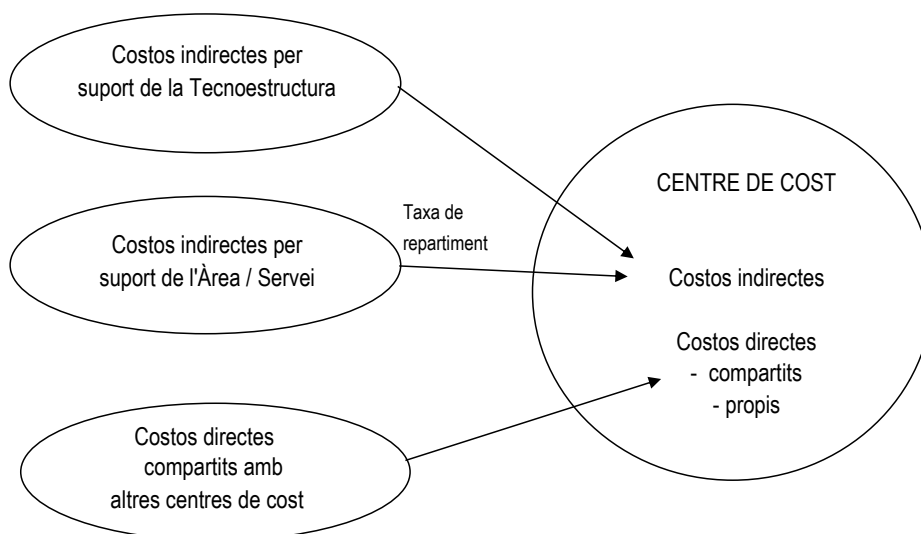 Costos indirectes per
suport de la Tecnoestructura
Costos indirectes per
suport de l'Àrea / Servei
Costos directes
compartits amb
altres centres de cost
Taxa de
repartiment
CENTRE DE COST
Costos indirectes
Costos directes
- compartits
- propis